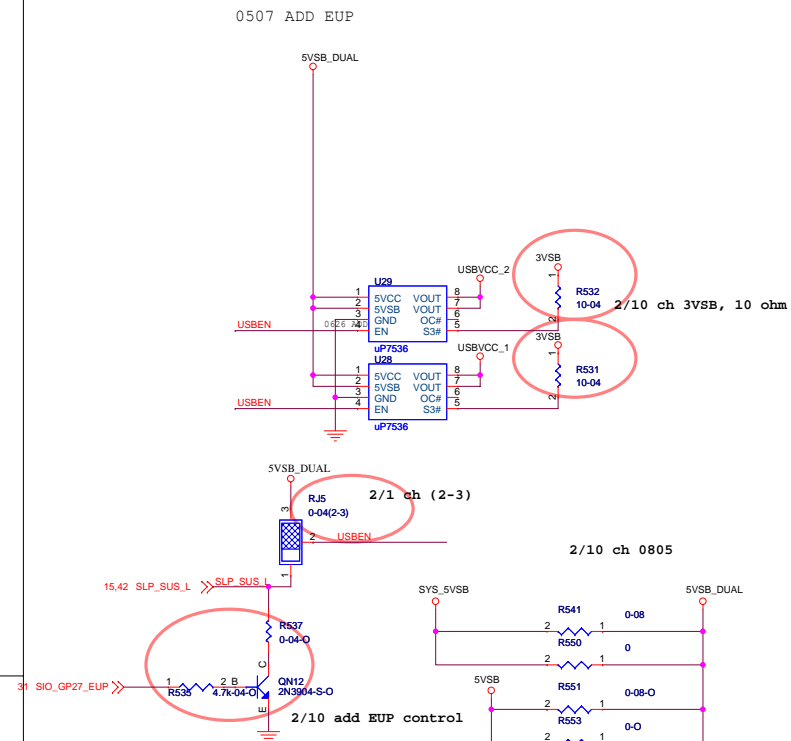 0507 ADD EUP
5VSB_DUAL
USBVCC_2
3VSB
U29
1 5VCC VOUT 8
2 5VSB VOUT 7
3 GND OC# 6
4 EN S3# 5
uP7536
USBEN
0626 ADD
1
R532
10-04
2
2/10 ch 3VSB, 10 ohm
USBVCC_1
3VSB
U28
1 5VCC VOUT 8
2 5VSB VOUT 7
3 GND OC# 6
4 EN S3# 5
uP7536
USBEN
1
R531
10-04
2
5VSB_DUAL
2/1 ch (2-3)
RJ5
0-04(2-3)
3
2 USBEN
1
15,42 SLP_SUS_L
SLP_SUS_L
R537
0-04-O
31 SIO_GP27_EUP
1 2 B
R535 4.7k-04-O
C
QN12
2N3904-S-O
E
2/10 add EUP control
2/10 ch 0805
SYS_5VSB
5VSB_DUAL
R541
0-08
2 1
R550
0
2 1
5VSB
R551
0-08-O
2 1
R553
0-O
2 1